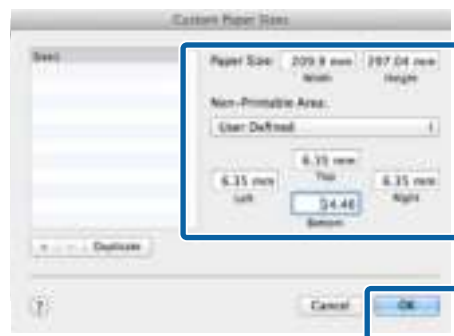 Custom Paper Sizes
Paper Size: 209.9 mm 297.04 mm
Width Height
Non-Printable Area:
User Defined
6.35 mm
Top
6.35 mm 6.35 mm
Left Right
14.46
Bottom
+ - Duplicate
? Cancel OK